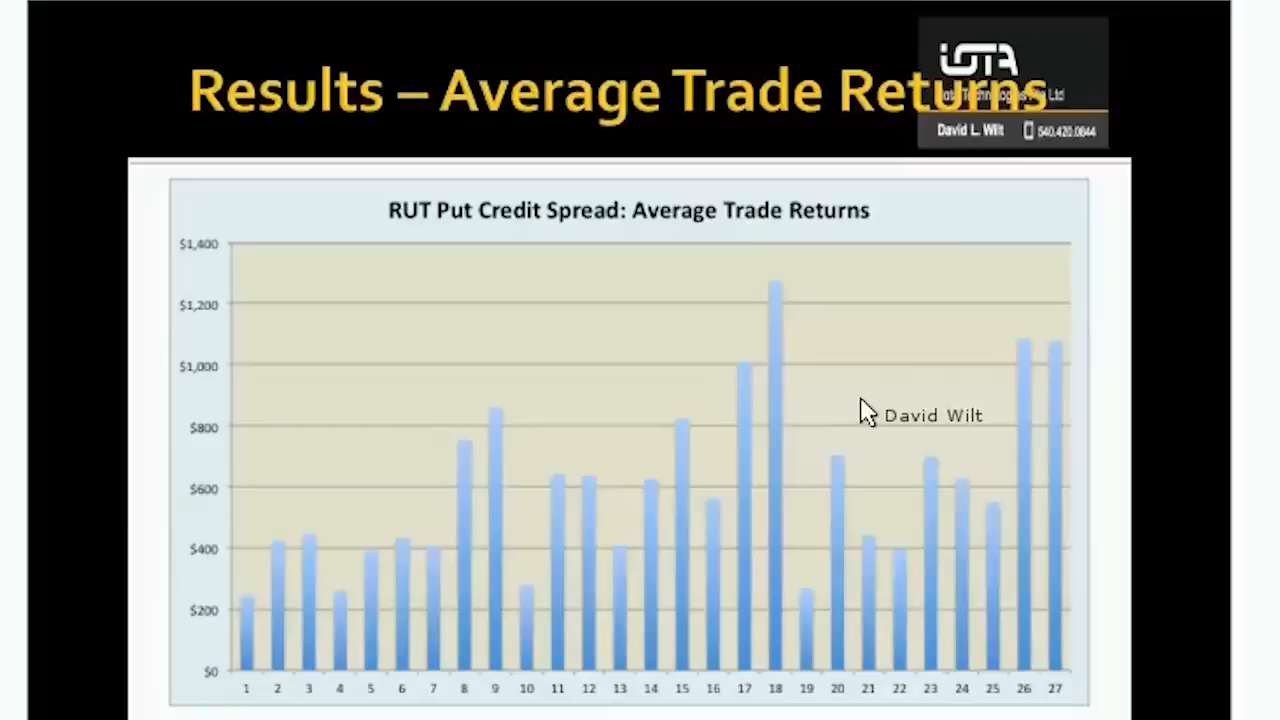 iOTA
Results – Average Trade Returns
David L. Wilt 540.420.0844
RUT Put Credit Spread: Average Trade Returns
$1,400
$1,200
$1,000
$800
$600
$400
$200
$0
David Wilt
1 2 3 4 5 6 7 8 9 10 11 12 13 14 15 16 17 18 19 20 21 22 23 24 25 26 27